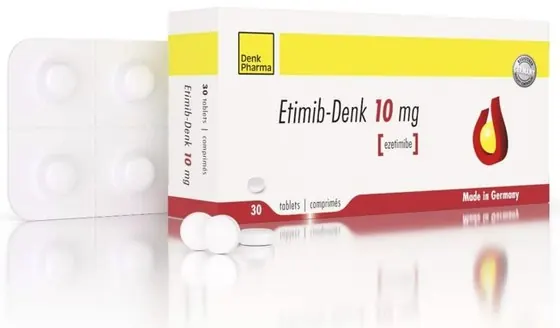 Denk
Pharma
Etimib-Denk 10 mg
[ezetimibe]
30 tablets | comprimés
Made in Germany
30 tablets | comprimés
Etimib-Denk 10 mg